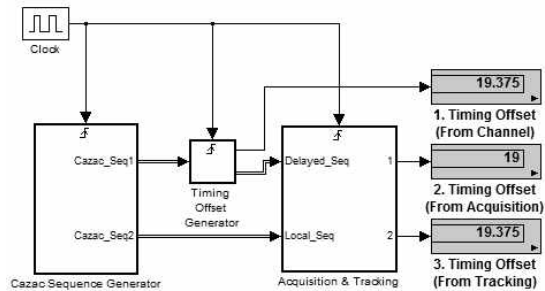 Clock
19.375
1. Timing Offset
(From Channel)
Cazac_Seq1
Delayed_Seq
1
19
Timing
Offset
Generator
2. Timing Offset
(From Acquisition)
Cazac_Seq2
Local_Seq
2
19.375
Cazac Sequence Generator
Acquisition & Tracking
3. Timing Offset
(From Tracking)